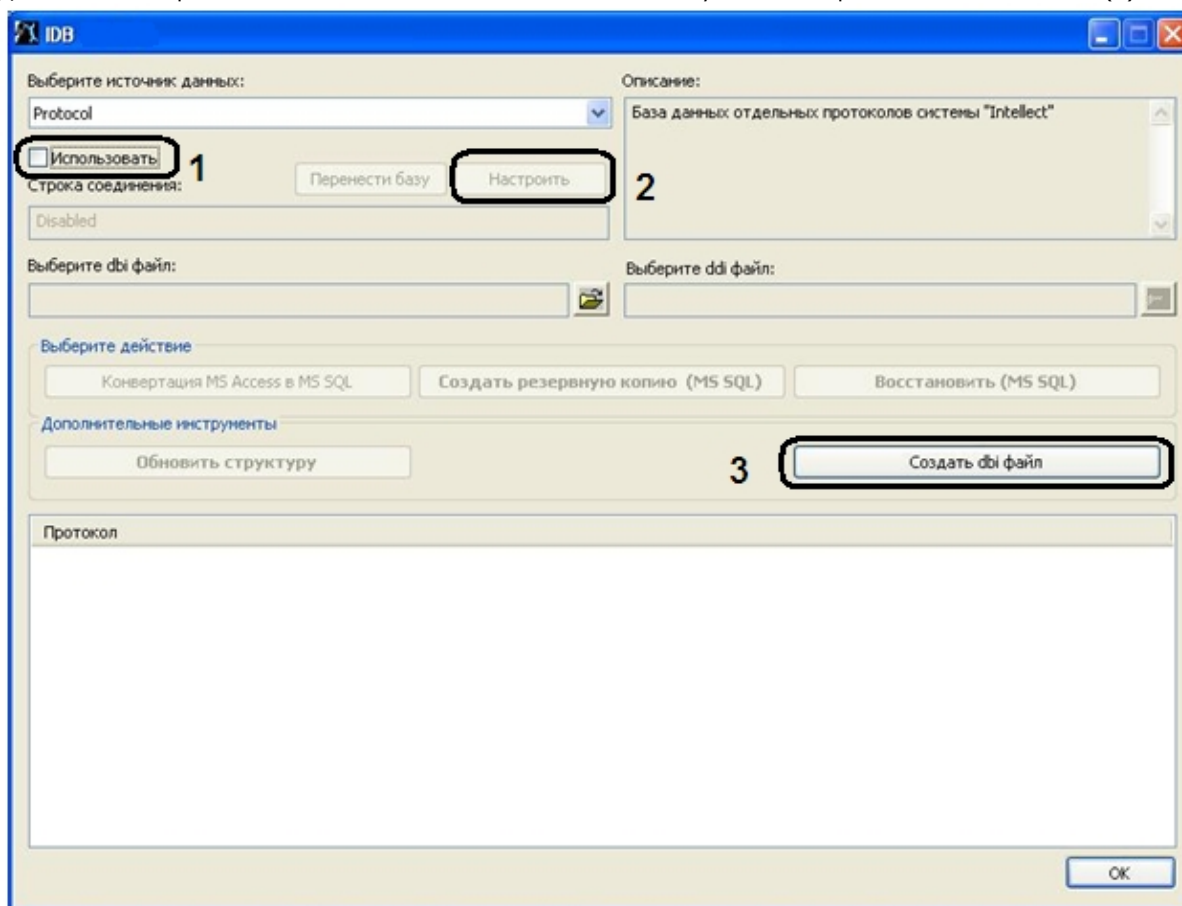 IDB
Выберите источник данных:
Описание:
Protocol
База данных отдельных протоколов системы "Intellect"
Использовать
1
Строка соединения:
Перенести базу
Настроить
2
Disabled
Выберите dbi файл:
Выберите ddi файл:
Выберите действие
Конвертация MS Access в MS SQL
Создать резервную копию (MS SQL)
Восстановить (MS SQL)
Дополнительные инструменты
Обновить структуру
3
Создать dbi файл
Протокол
OK